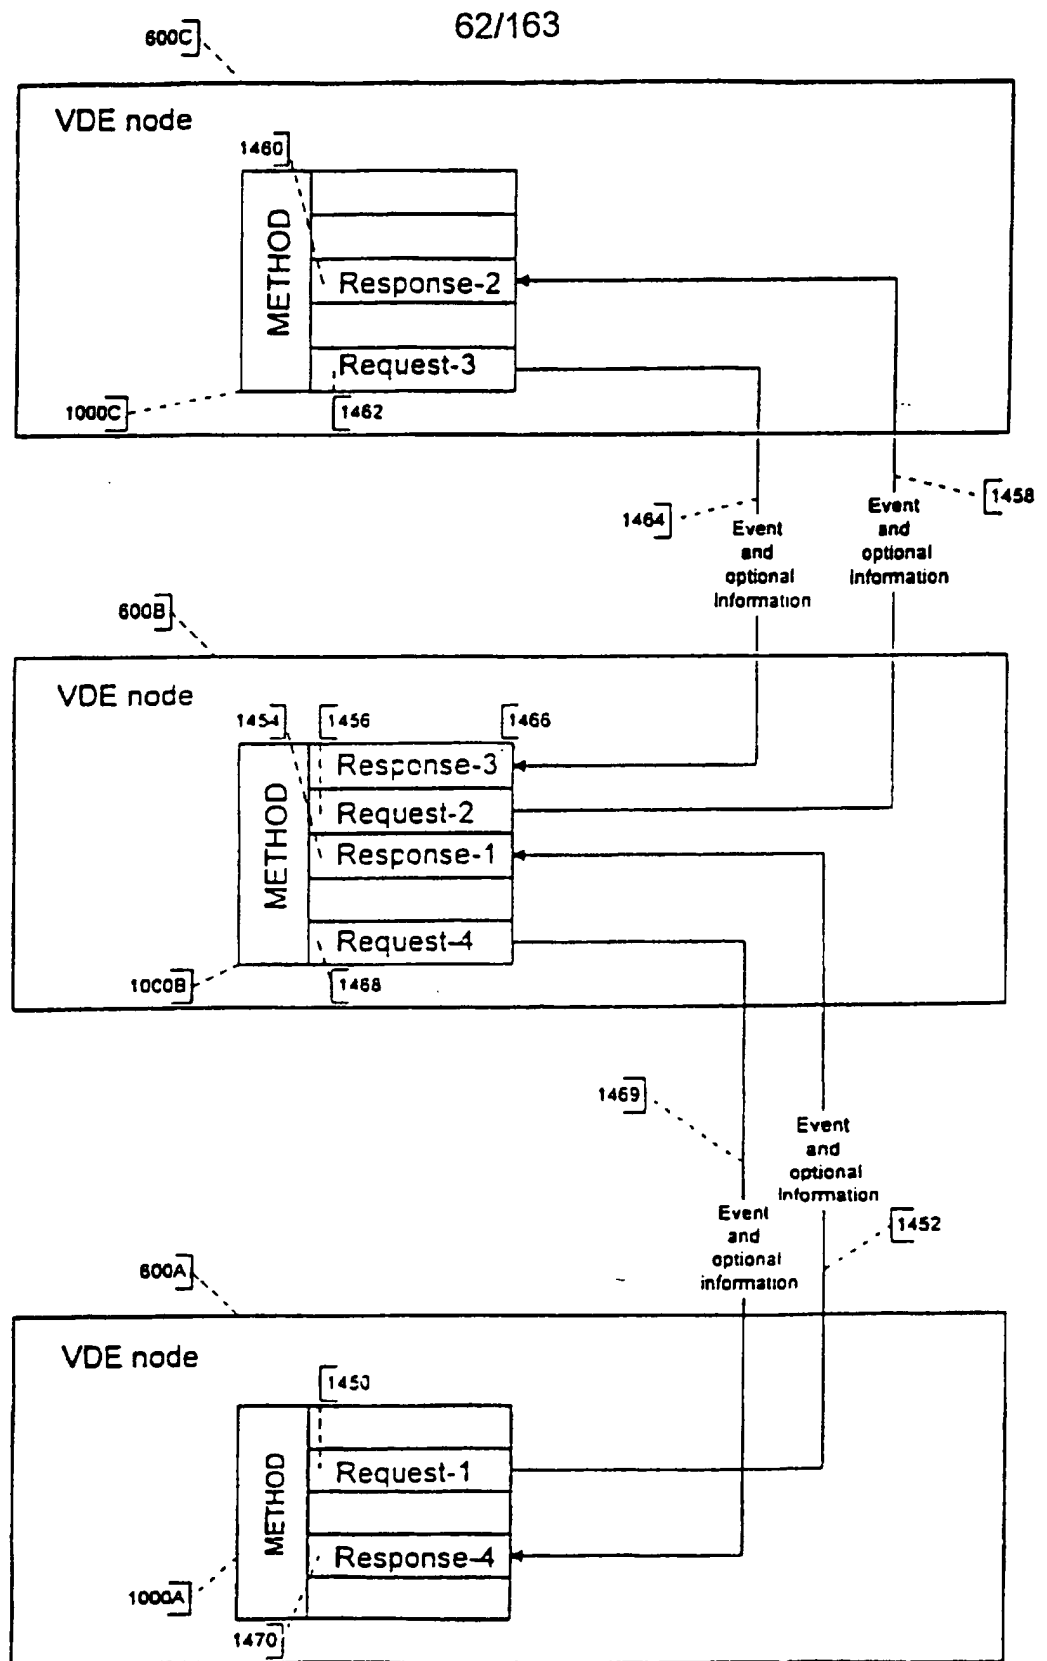 62/163
600C
VDE node
1460
METHOD
Response-2
Request-3
1000C
1462
1464
1458
Event
and
optional
Information
Event
and
optional
Information
600B
VDE node
1454
1456
1466
METHOD
Response-3
Request-2
Response-1
Request-4
1000B
1468
1469
Event
and
optional
Information
Event
and
optional
information
1452
600A
VDE node
1450
METHOD
Request-1
Response-4
1000A
1470